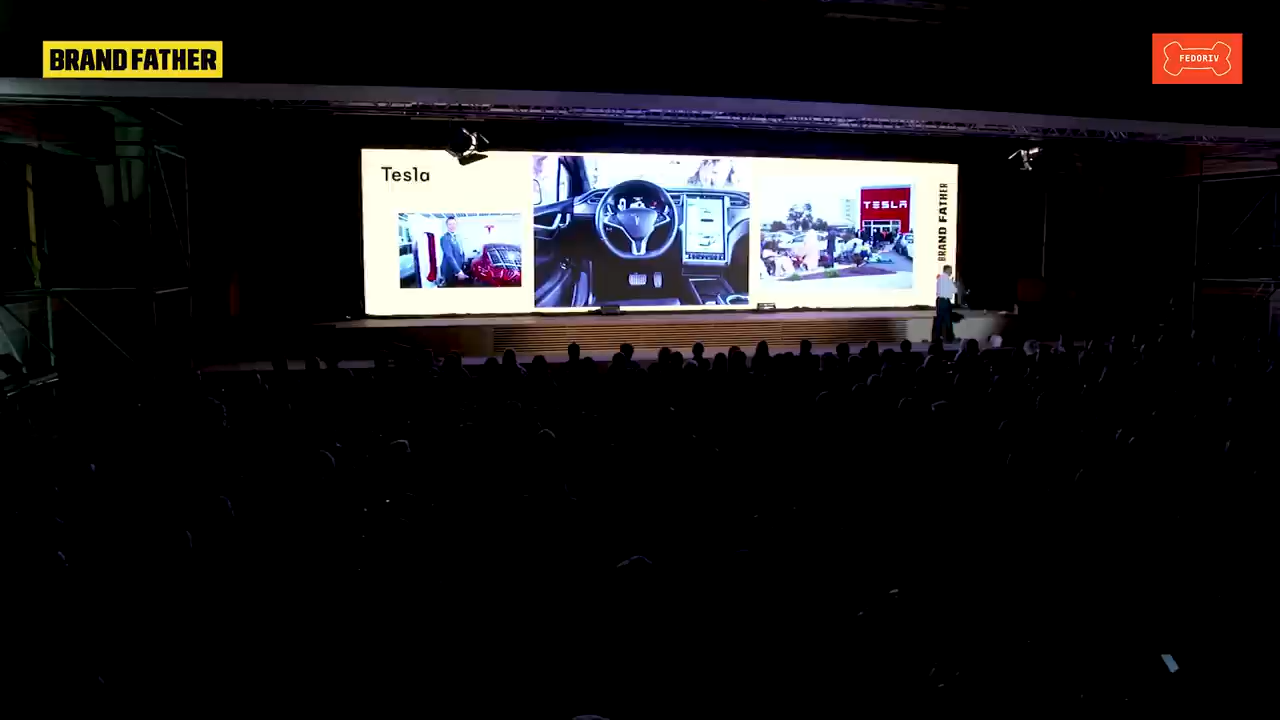 BRAND FATHER
FEDORIV
Tesla
TESLA
BRAND FATHER